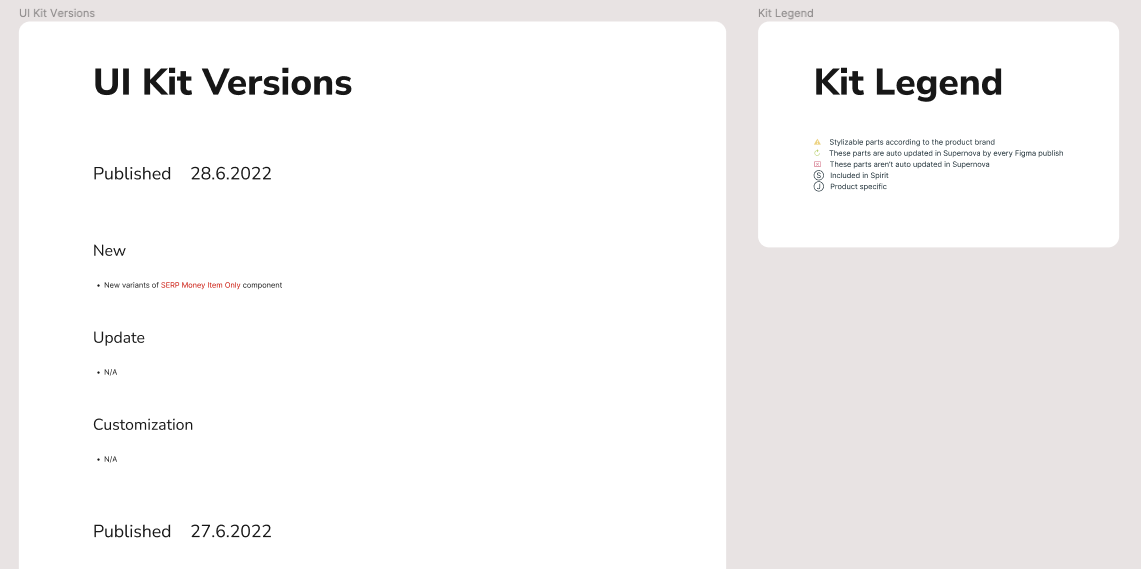 UI Kit Versions
UI Kit Versions
Published 28.6.2022
New
• New variants of SERP Money Item Only component
Update
• N/A
Customization
• N/A
Published 27.6.2022
Kit Legend
Kit Legend
Stylizable parts according to the product brand
These parts are auto updated in Supernova by every Figma publish
These parts aren't auto updated in Supernova
S Included in Spirit
J Product specific